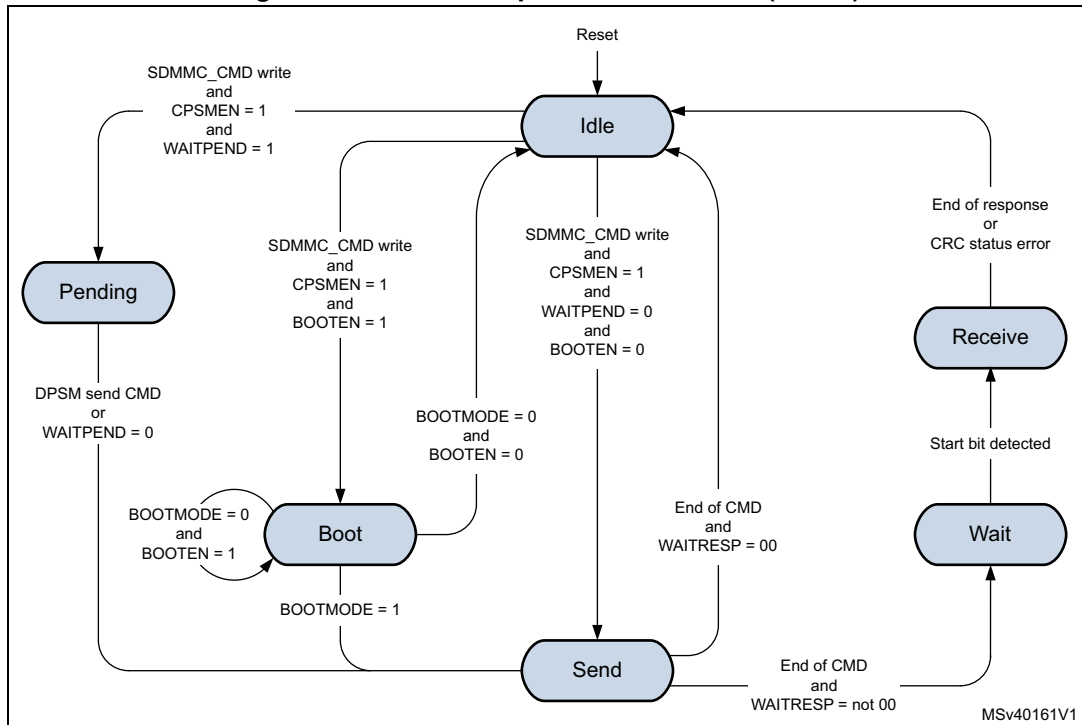 Reset
SDMMC_CMD write
and
CPSMEN = 1
and
WAITPEND = 1
Idle
SDMMC_CMD write
and
CPSMEN = 1
and
BOOTEN = 1
SDMMC_CMD write
and
CPSMEN = 1
and
WAITPEND = 0
and
BOOTEN = 0
End of response
or
CRC status error
Pending
Receive
DPSM send CMD
or
WAITPEND = 0
BOOTMODE = 0
and
BOOTEN = 0
Start bit detected
BOOTMODE = 0
and
BOOTEN = 1
Boot
End of CMD
and
WAITRESP = 00
Wait
BOOTMODE = 1
Send
End of CMD
and
WAITRESP = not 00
MSv40161V1